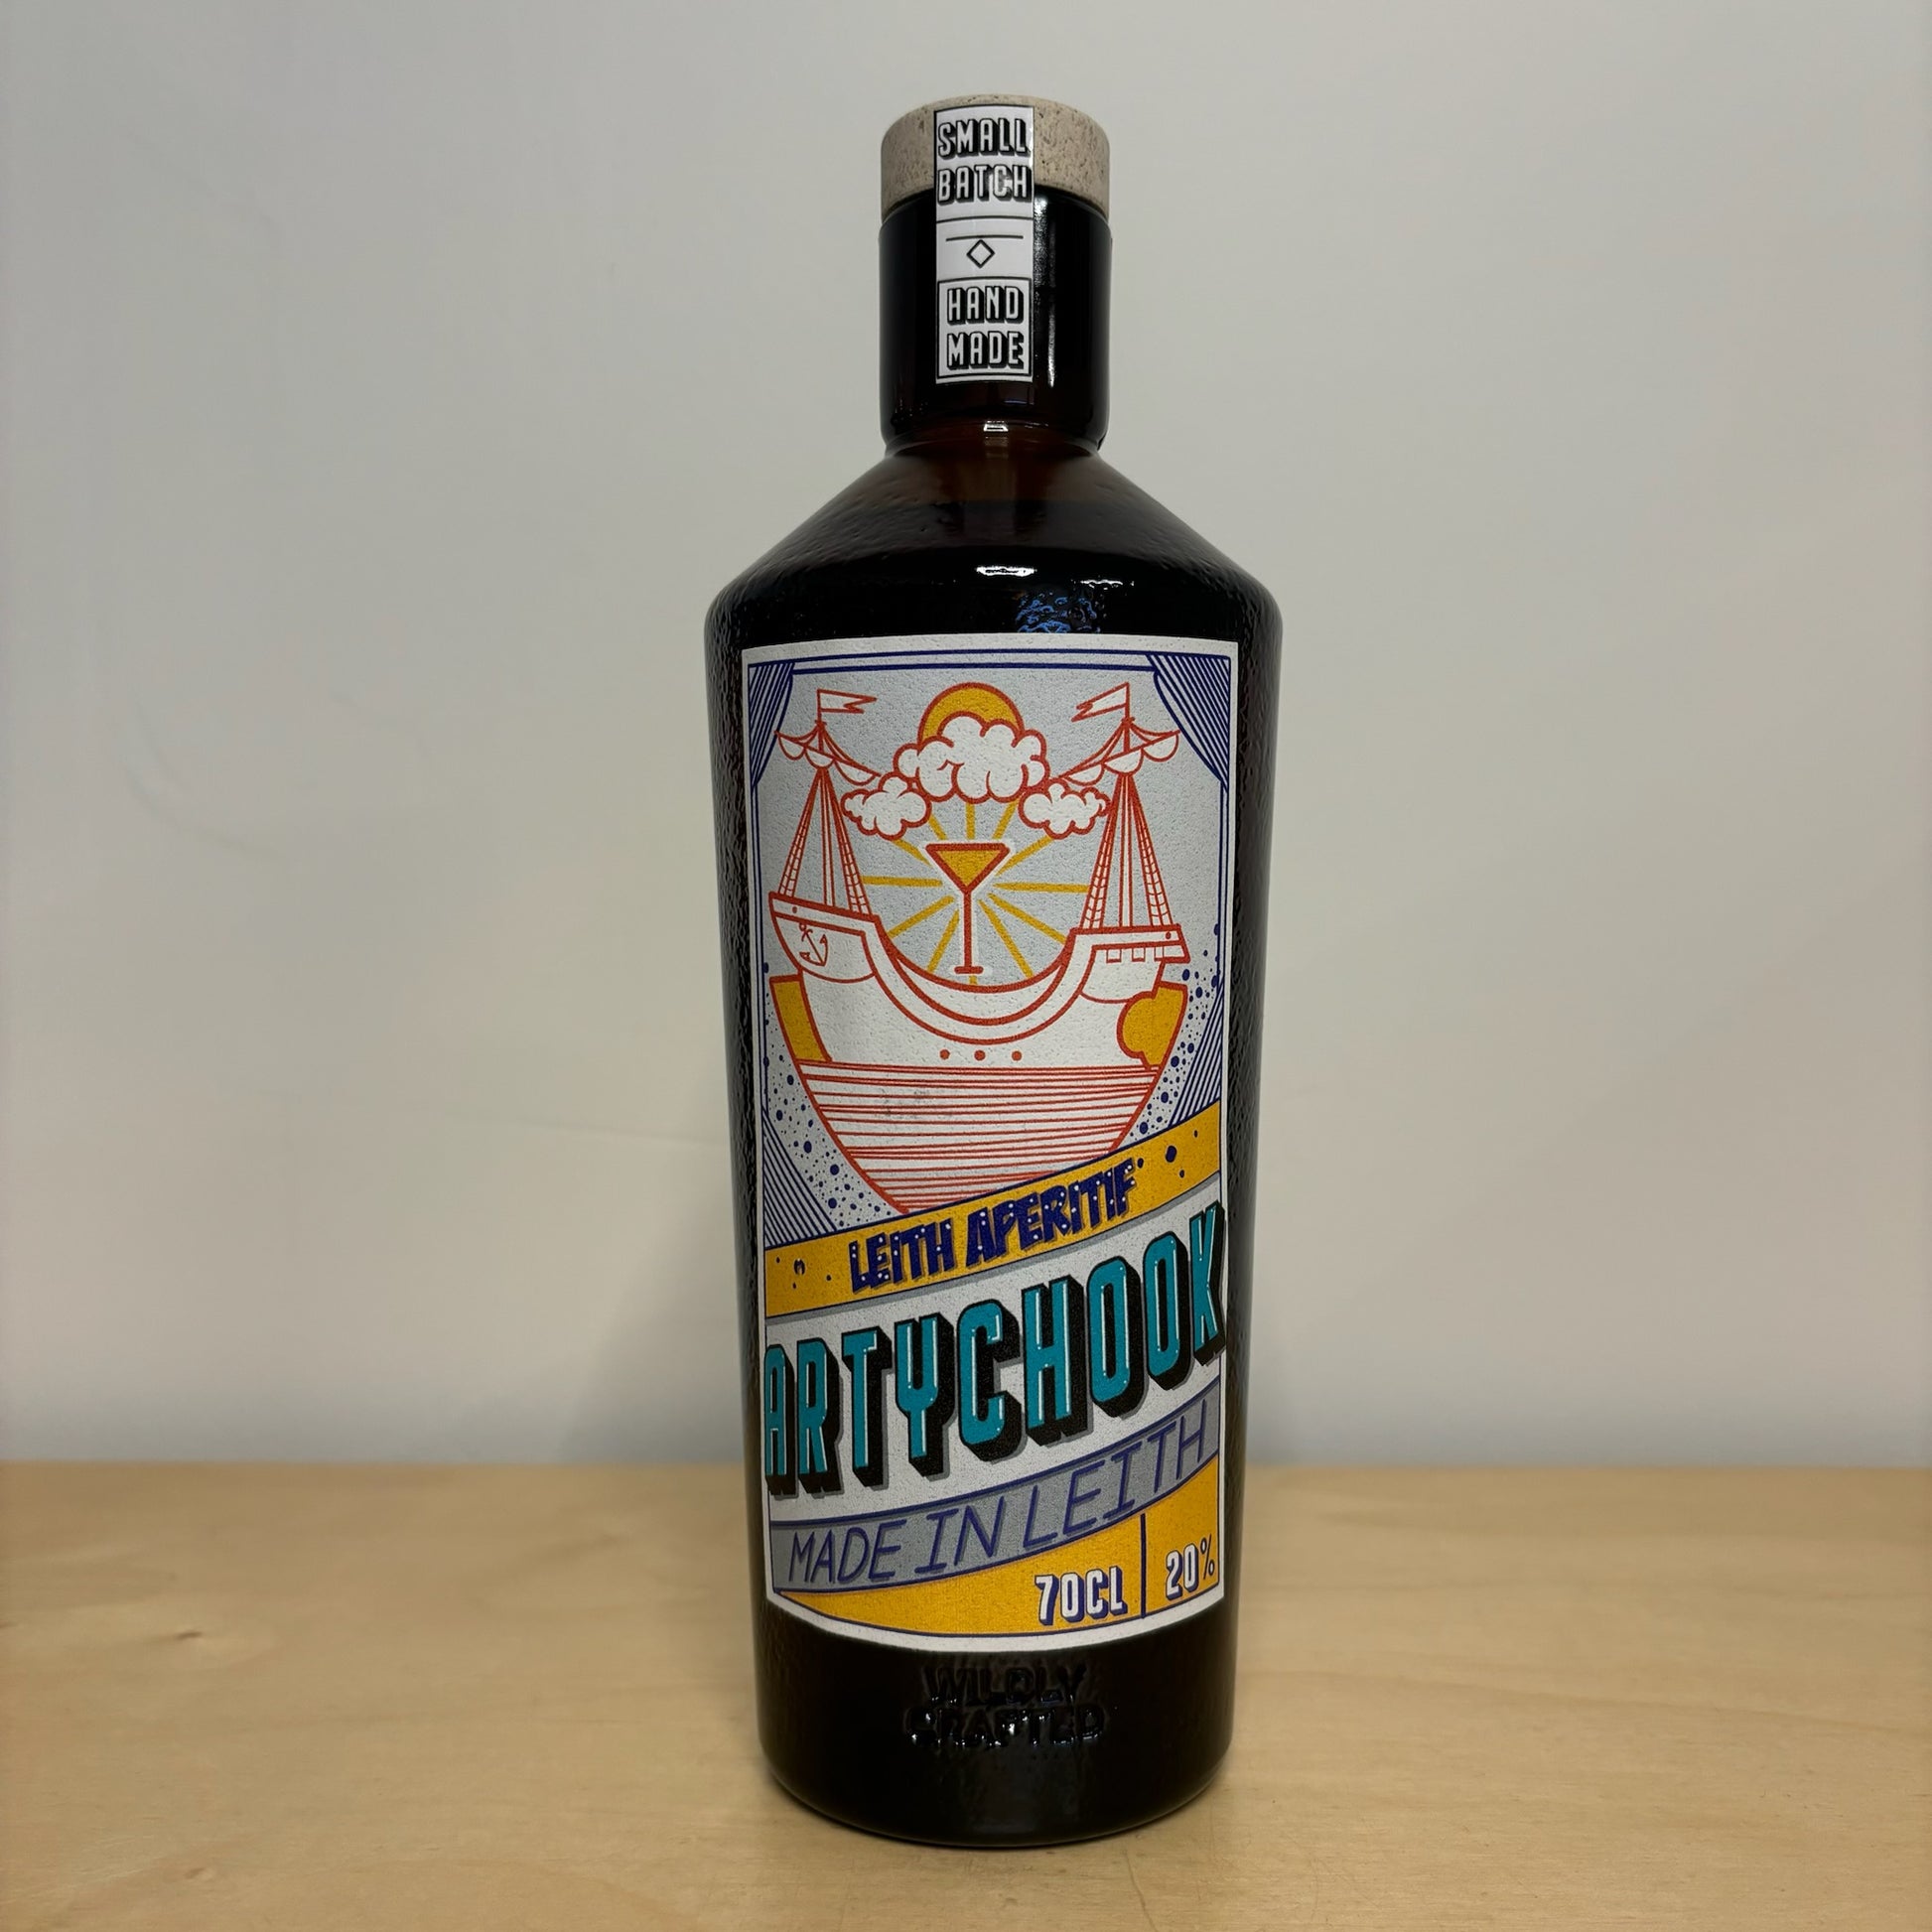 SMALL
BATCH
HAND
MADE
LEITH APERITIF
ARTYCHOOK
MADE IN LEITH
70CL
20%
WILDLY
CRAFTED